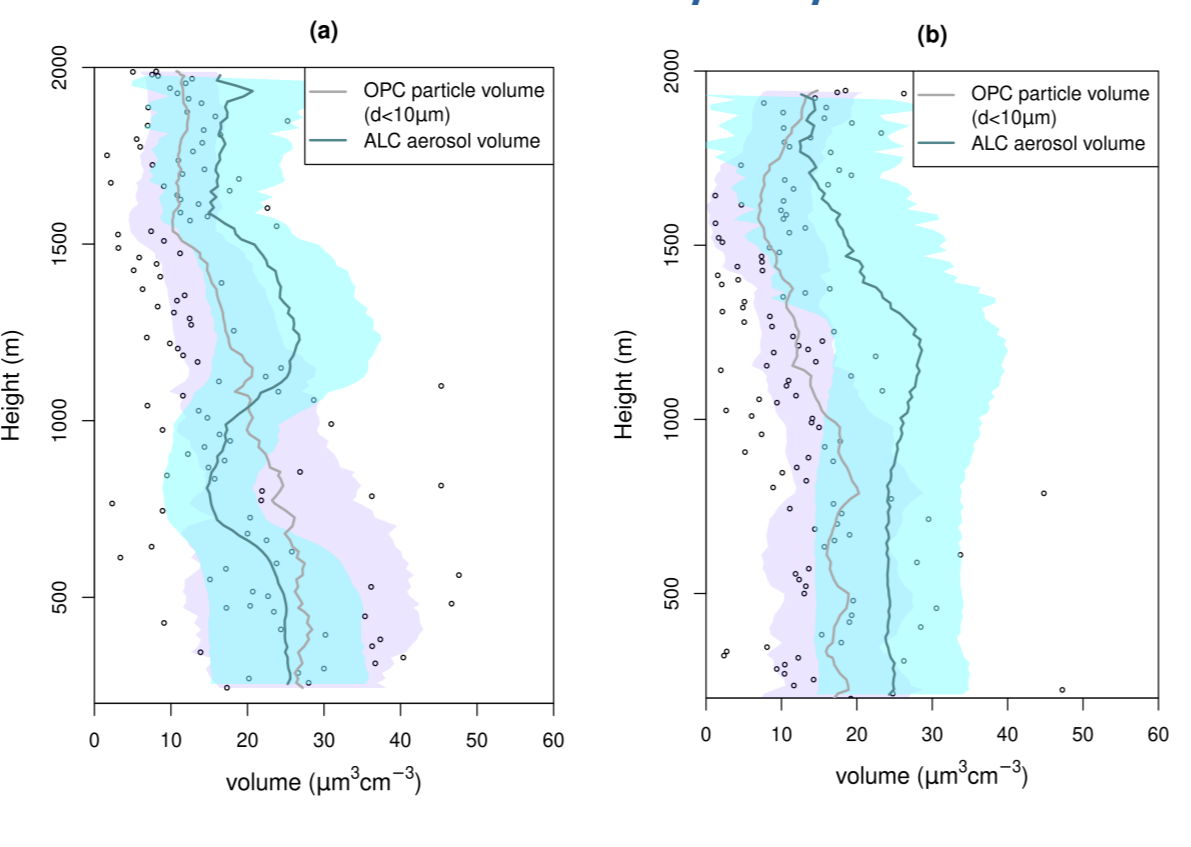 (a)
2000
1500
1000
500
Height (m)
OPC particle volume
(d<10µm)
ALC aerosol volume
0 10 20 30 40 50 60
volume (µm³cm⁻³)
(b)
2000
1500
1000
500
Height (m)
OPC particle volume
(d<10µm)
ALC aerosol volume
0 10 20 30 40 50 60
volume (µm³cm⁻³)